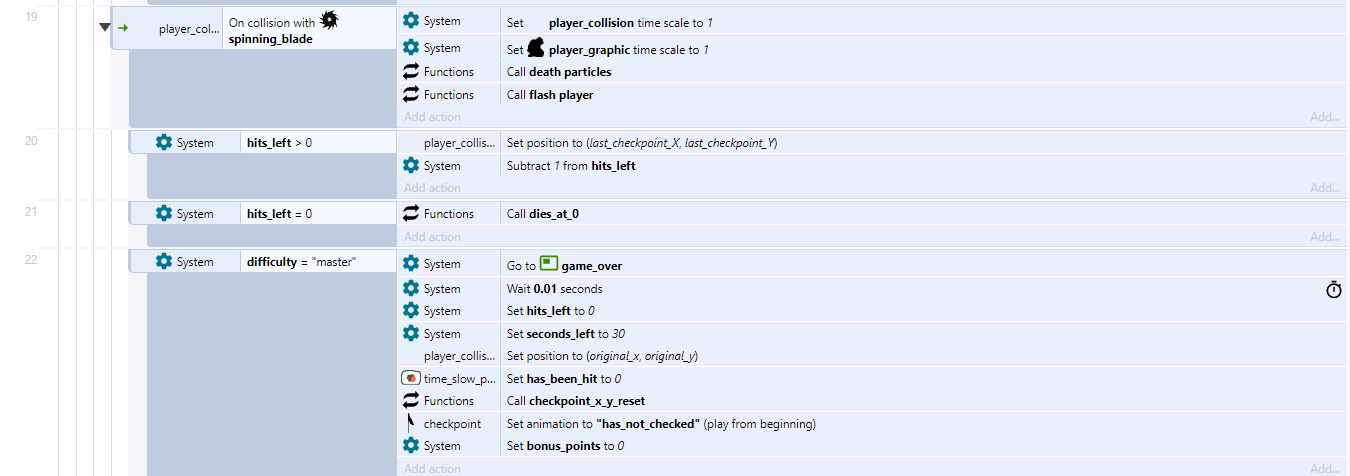 19
player_col... On collision with spinning_blade
System Set player_collision time scale to 1
System Set player_graphic time scale to 1
Functions Call death particles
Functions Call flash player
Add action Add...
20
System hits_left > 0
player_collis... Set position to (last_checkpoint_X, last_checkpoint_Y)
System Subtract 1 from hits_left
Add action Add...
21
System hits_left = 0
Functions Call dies_at_0
Add action Add...
22
System difficulty = "master"
System Go to game_over
System Wait 0.01 seconds
System Set hits_left to 0
System Set seconds_left to 30
player_collis... Set position to (original_x, original_y)
time_slow_p... Set has_been_hit to 0
Functions Call checkpoint_x_y_reset
checkpoint Set animation to "has_not_checked" (play from beginning)
System Set bonus_points to 0
Add action Add...